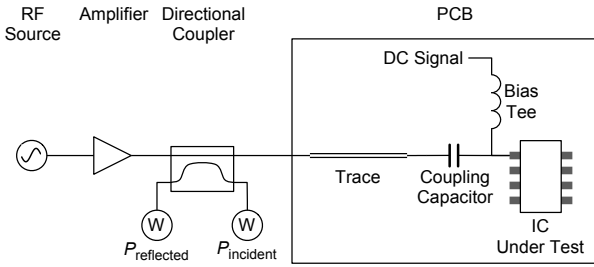 RF
Source
Amplifier
Directional
Coupler
PCB
DC Signal
Bias
Tee
Trace
Coupling
Capacitor
IC
Under Test
W
W
Preflected
Pincident